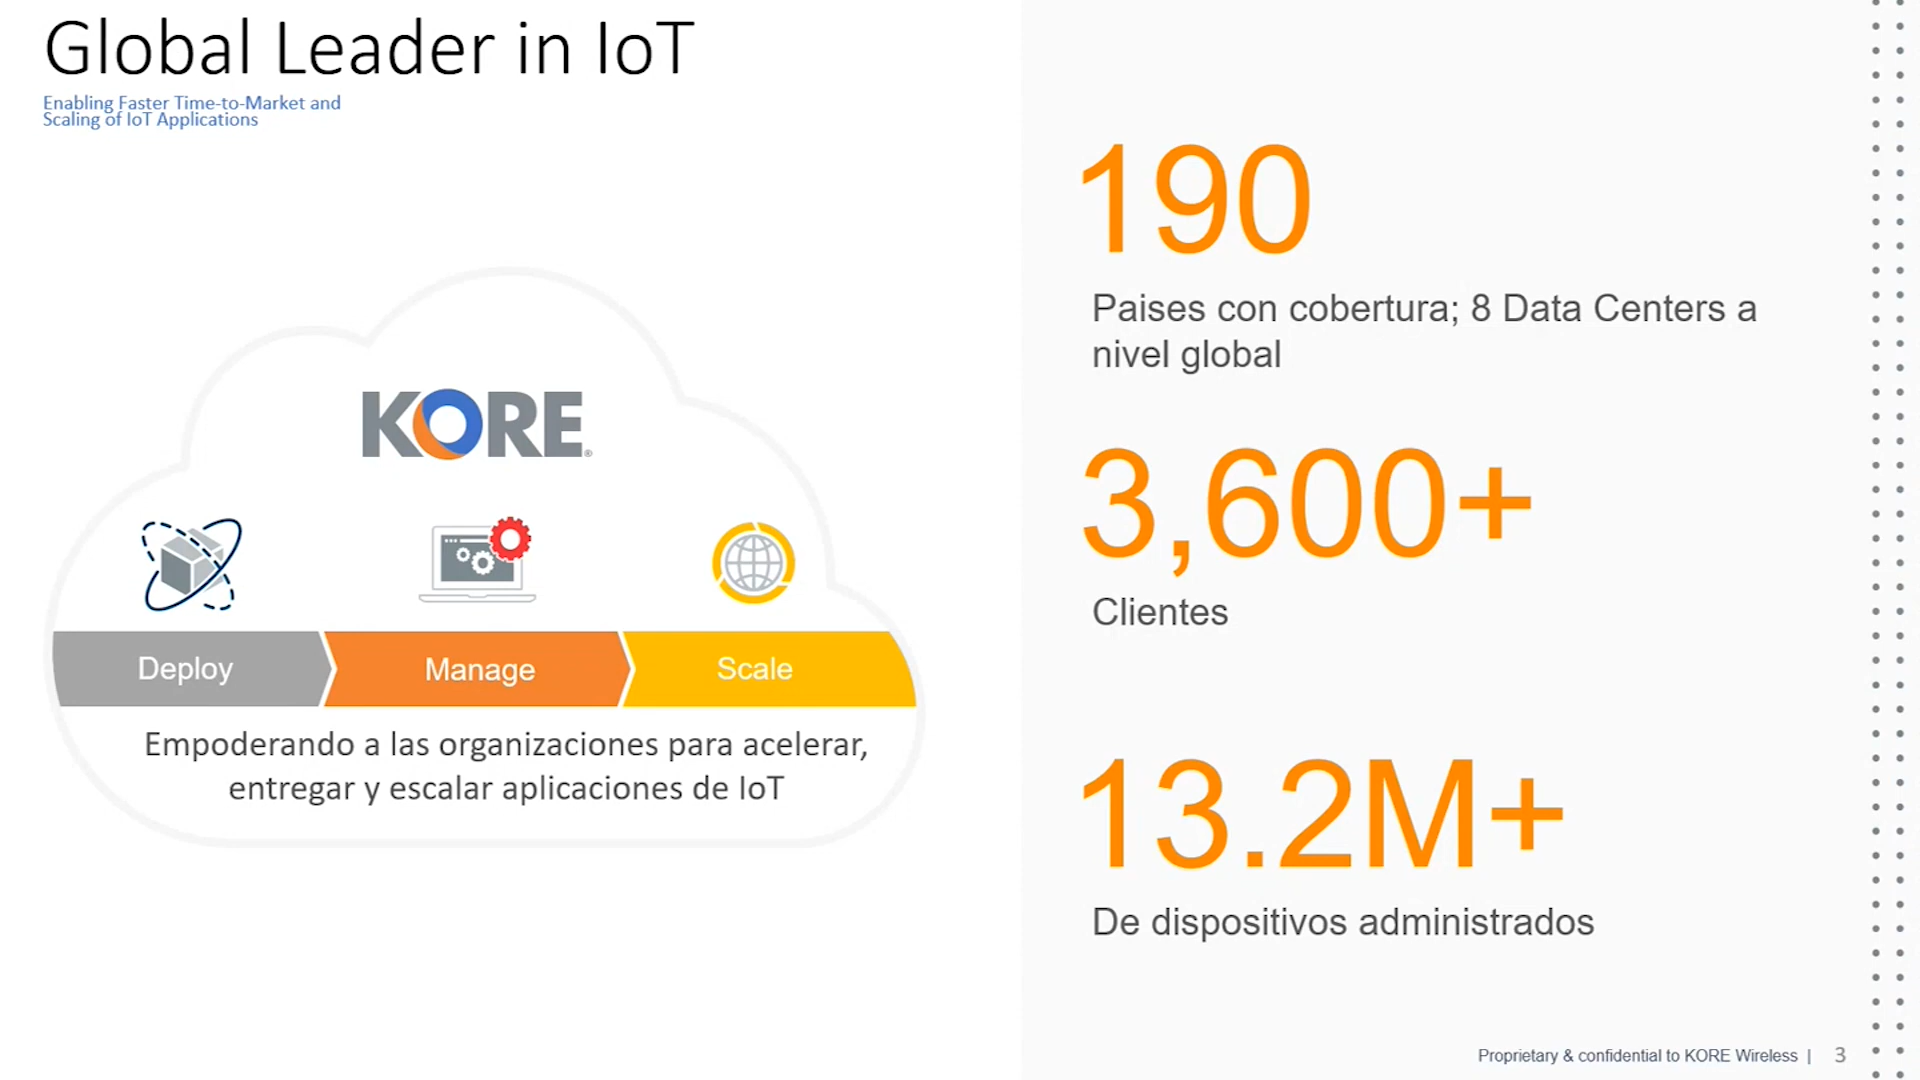 Global Leader in IoT
Enabling Faster Time-to-Market and
Scaling of IoT Applications
KORE®
Deploy
Manage
Scale
Empoderando a las organizaciones para acelerar,
entregar y escalar aplicaciones de IoT
190
Paises con cobertura; 8 Data Centers a
nivel global
3,600+
Clientes
13.2M+
De dispositivos administrados
Proprietary & confidential to KORE Wireless | 3